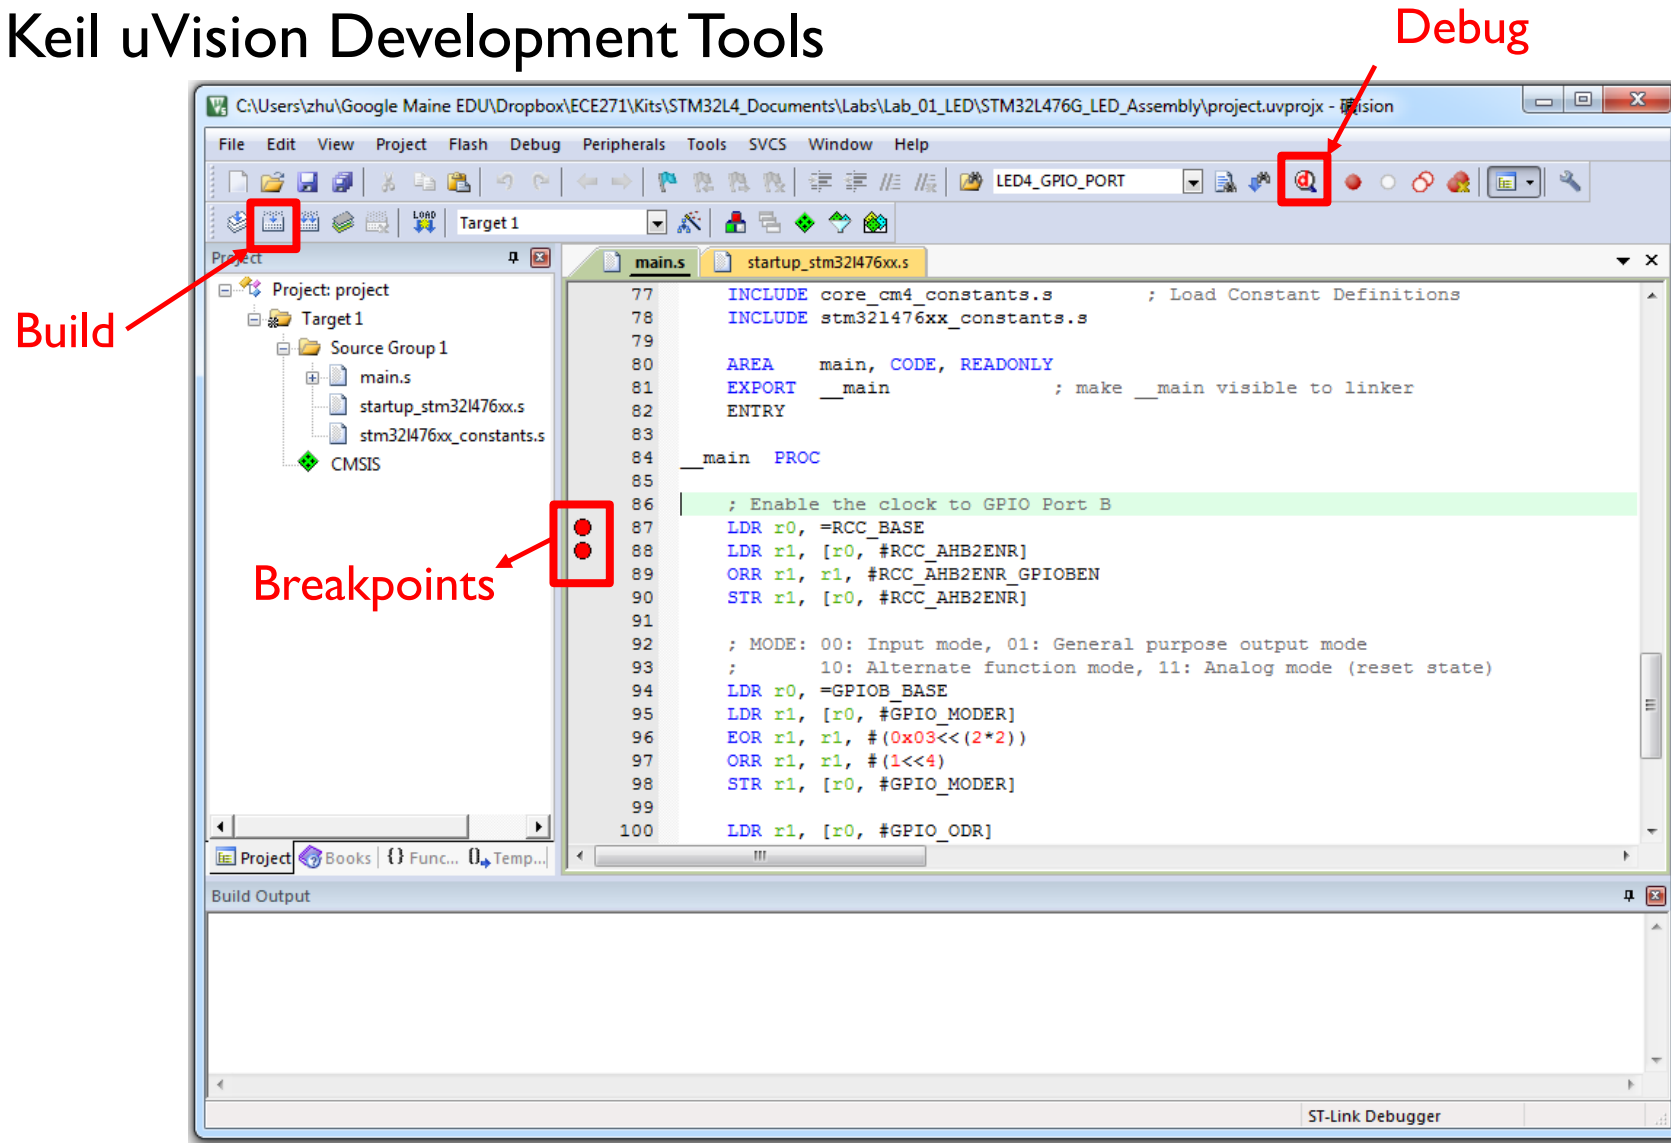 Keil uVision Development Tools
Debug
C:\Users\zhu\Google Maine EDU\Dropbox\ECE271\Kits\STM32L4_Documents\Labs\Lab_01_LED\STM32L476G_LED_Assembly\project.uvprojx - ision
File Edit View Project Flash Debug Peripherals Tools SVCS Window Help
LED4_GPIO_PORT
LOAD Target 1
Project
main.s startup_stm32l476xx.s
Build
Project: project
Target 1
Source Group 1
main.s
startup_stm32l476xx.s
stm32l476xx_constants.s
CMSIS
Breakpoints
77 INCLUDE core_cm4_constants.s ; Load Constant Definitions
78 INCLUDE stm32l476xx_constants.s
79
80 AREA main, CODE, READONLY
81 EXPORT __main ; make __main visible to linker
82 ENTRY
83
84 __main PROC
85
86 ; Enable the clock to GPIO Port B
87 LDR r0, =RCC_BASE
88 LDR r1, [r0, #RCC_AHB2ENR]
89 ORR r1, r1, #RCC_AHB2ENR_GPIOBEN
90 STR r1, [r0, #RCC_AHB2ENR]
91
92 ; MODE: 00: Input mode, 01: General purpose output mode
93 ; 10: Alternate function mode, 11: Analog mode (reset state)
94 LDR r0, =GPIOB_BASE
95 LDR r1, [r0, #GPIO_MODER]
96 EOR r1, r1, #(0x03<<(2*2))
97 ORR r1, r1, #(1<<4)
98 STR r1, [r0, #GPIO_MODER]
99
100 LDR r1, [r0, #GPIO_ODR]
Project Books {} Func... Temp...
Build Output
ST-Link Debugger